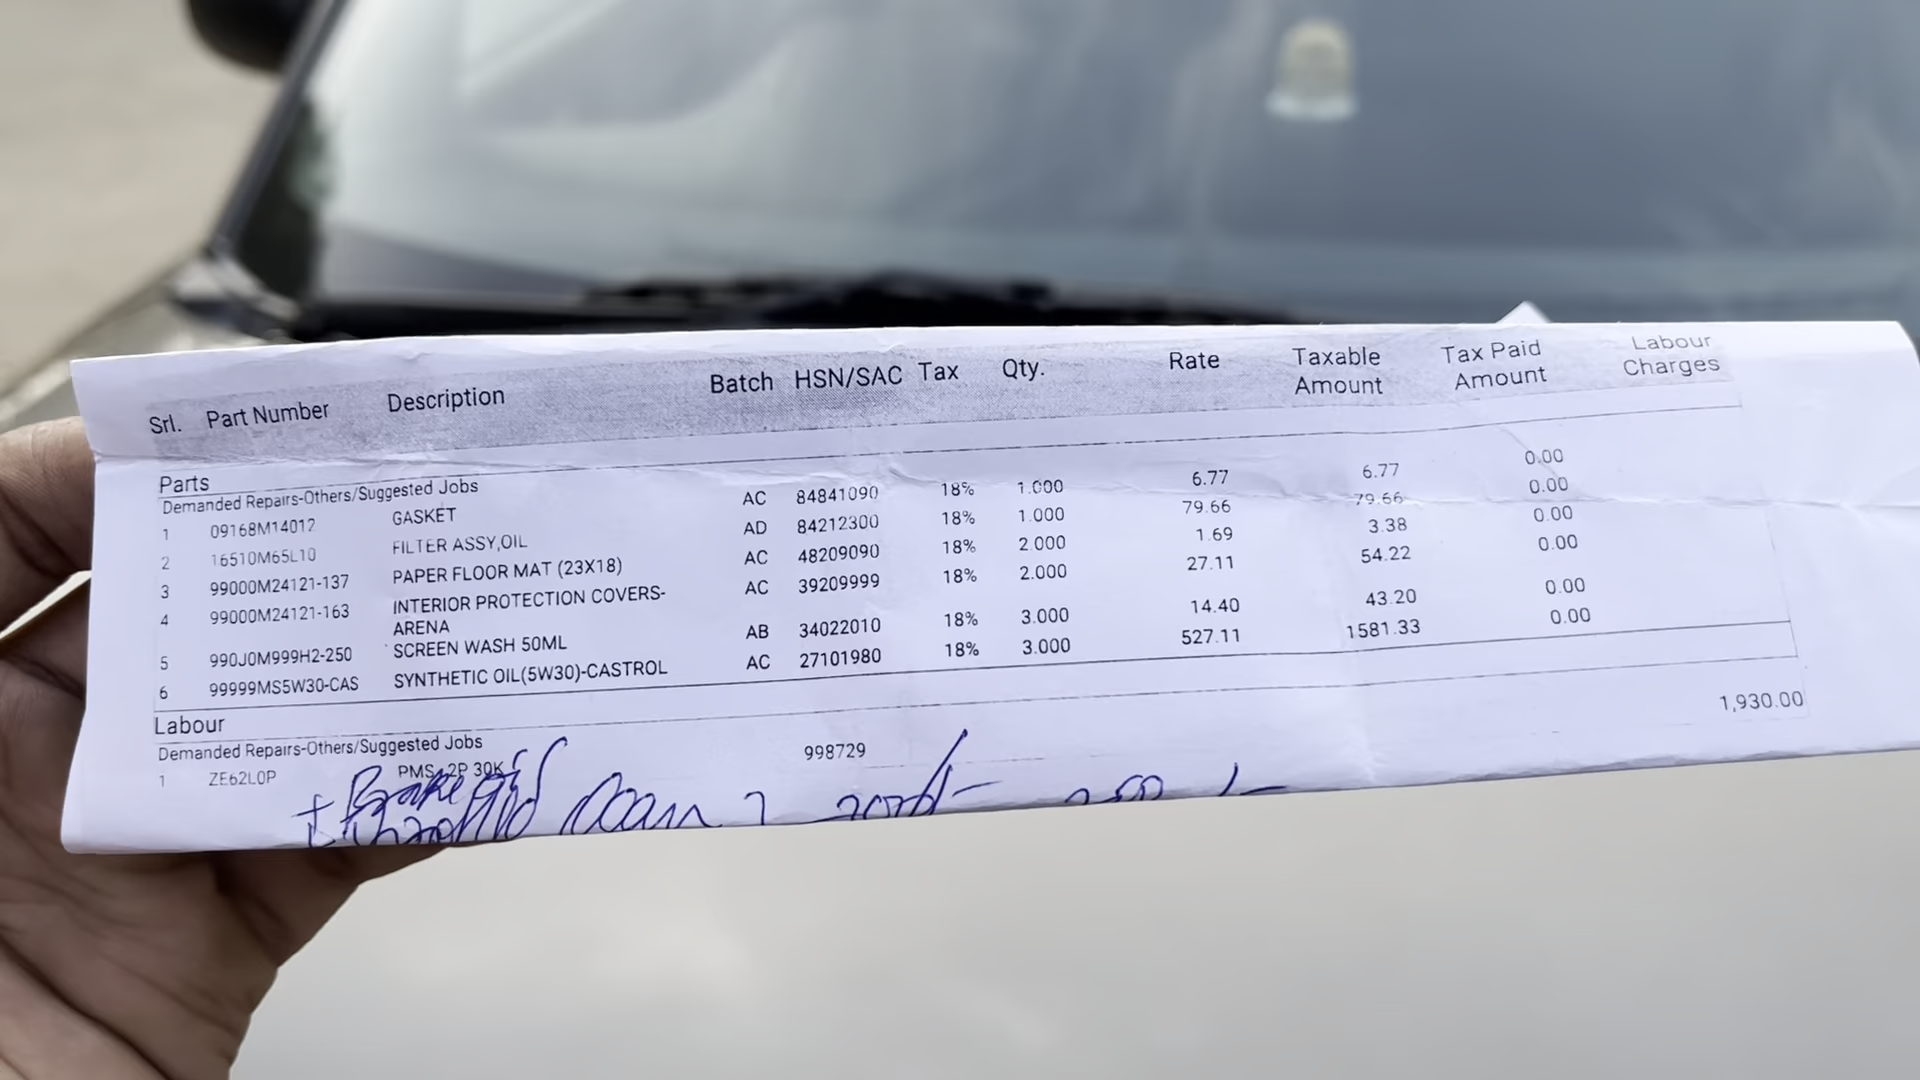 Srl. Part Number Description Batch HSN/SAC Tax Qty. Rate Taxable Amount Tax Paid Amount Labour Charges
Parts
Demanded Repairs-Others/Suggested Jobs
1 09168M14012 GASKET AC 84841090 18% 1.000 6.77 6.77 0.00
2 16510M65L10 FILTER ASSY,OIL AD 84212300 18% 1.000 79.66 79.66 0.00
3 99000M24121-137 PAPER FLOOR MAT (23X18) AC 48209090 18% 2.000 1.69 3.38 0.00
4 99000M24121-163 INTERIOR PROTECTION COVERS- AC 39209999 18% 2.000 27.11 54.22 0.00
ARENA
5 990J0M999H2-250 SCREEN WASH 50ML AB 34022010 18% 3.000 14.40 43.20 0.00
6 99999MS5W30-CAS SYNTHETIC OIL(5W30)-CASTROL AC 27101980 18% 3.000 527.11 1581.33 0.00
Labour
Demanded Repairs-Others/Suggested Jobs
1 ZE62L0P PMS -2P 30K 998729 1,930.00
Brake